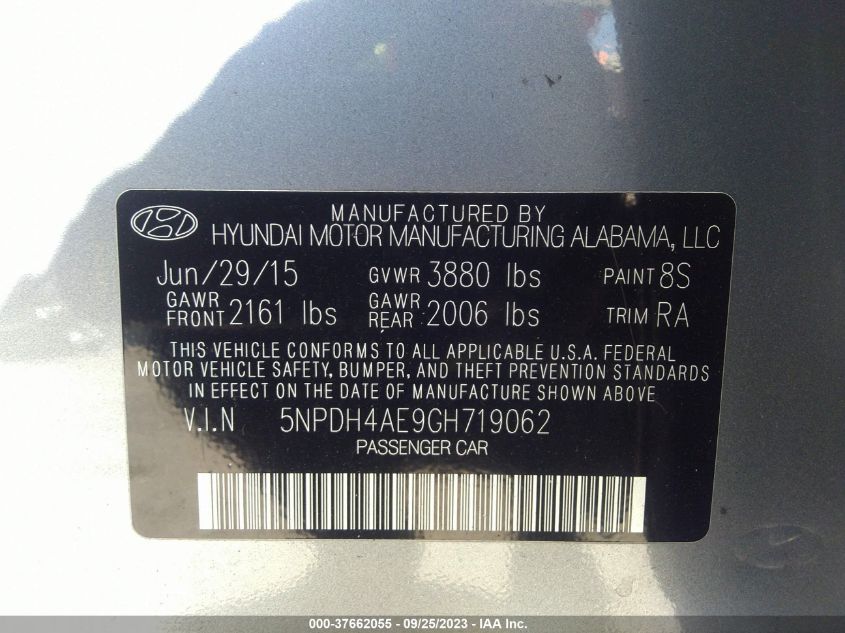 MANUFACTURED BY
HYUNDAI MOTOR MANUFACTURING ALABAMA, LLC
Jun/29/15 GVWR 3880 lbs PAINT 8S
GAWR FRONT 2161 lbs GAWR REAR 2006 lbs TRIM RA
THIS VEHICLE CONFORMS TO ALL APPLICABLE U.S.A. FEDERAL
MOTOR VEHICLE SAFETY, BUMPER, AND THEFT PREVENTION STANDARDS
IN EFFECT ON THE DATE OF MANUFACTURE SHOWN ABOVE
V.I.N 5NPDH4AE9GH719062
PASSENGER CAR
000-37662055 - 09/25/2023 - IAA Inc.